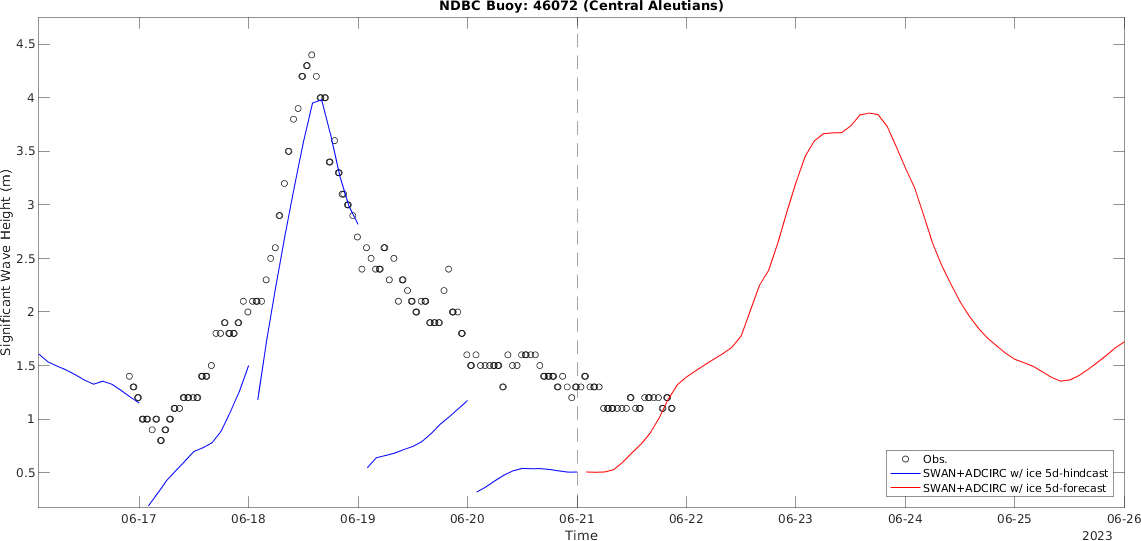 NDBC Buoy: 46072 (Central Aleutians)
Significant Wave Height (m)
4.5
4
3.5
3
2.5
2
1.5
1
0.5
Obs.
SWAN+ADCIRC w/ ice 5d-hindcast
SWAN+ADCIRC w/ ice 5d-forecast
06-17 06-18 06-19 06-20 06-21 06-22 06-23 06-24 06-25 06-26
Time
2023